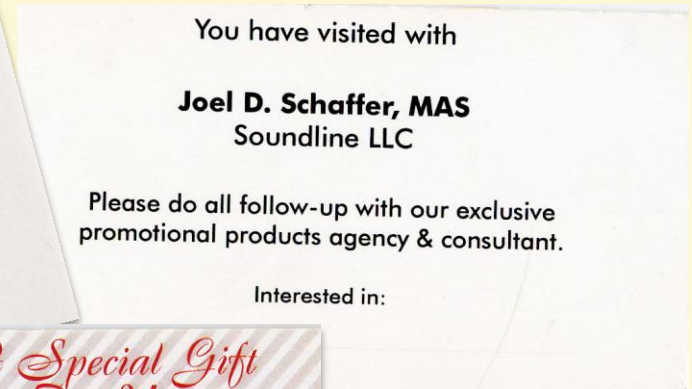 You have visited with
Joel D. Schaffer, MAS
Soundline LLC
Please do all follow-up with our exclusive
promotional products agency & consultant.
Interested in:
Special Gift